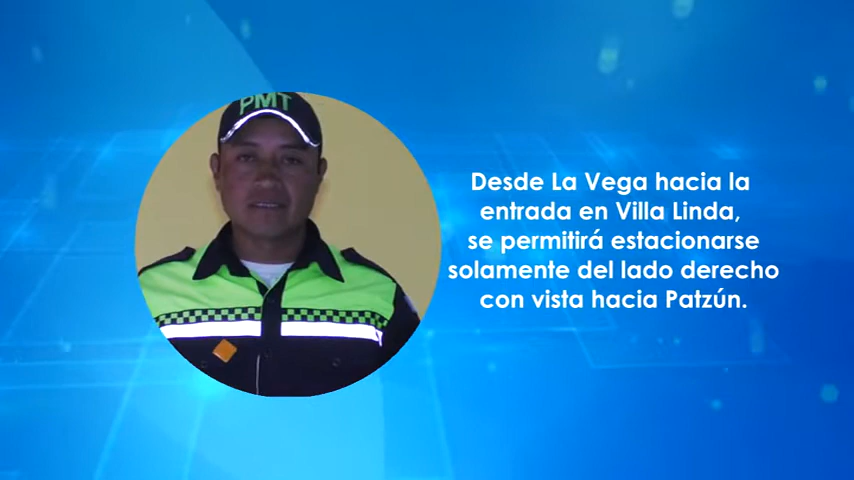 PMT
Desde La Vega hacia la
entrada en Villa Linda,
se permitirá estacionarse
solamente del lado derecho
con vista hacia Patzún.